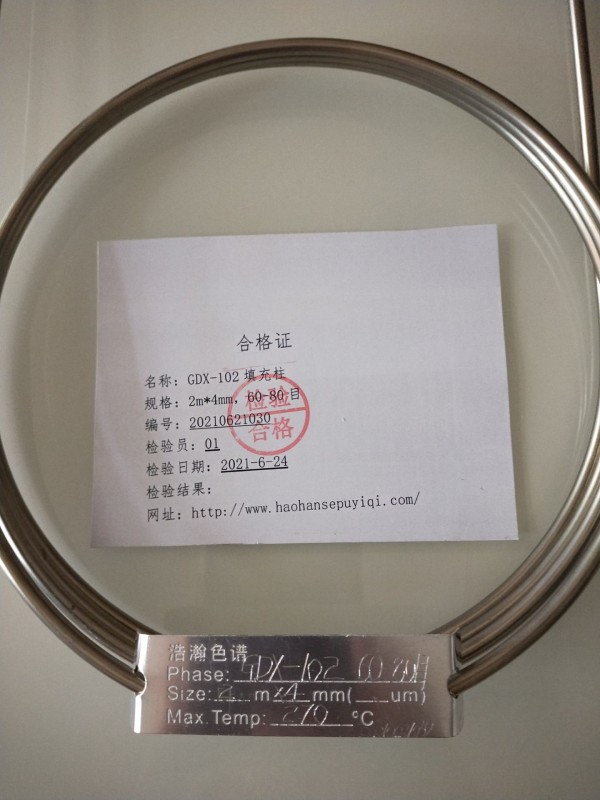 合格证
名称: GDX-102填充柱
规格: 2m*4mm, 60-80目
编号: 20210621030
检验员: 01
检验日期: 2021-6-24
检验结果:
检验
合格
网址: http://www.haohansepuyiqi.com/
浩瀚色谱
Phase: GDX-102 60 80目
Size: m×4 mm( um)
Max.Temp: 270 °C